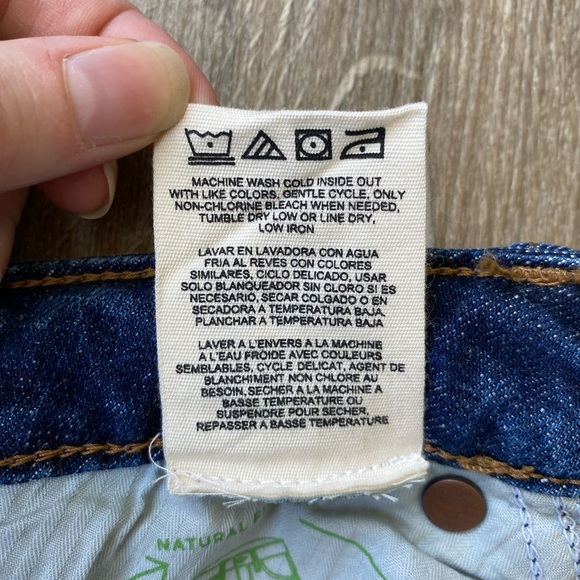 MACHINE WASH COLD INSIDE OUT
WITH LIKE COLORS, GENTLE CYCLE, ONLY
NON-CHLORINE BLEACH WHEN NEEDED,
TUMBLE DRY LOW OR LINE DRY,
LOW IRON
LAVAR EN LAVADORA CON AGUA
FRIA AL REVES CON COLORES
SIMILARES, CICLO DELICADO, USAR
SOLO BLANQUEADOR SIN CLORO SI ES
NECESARIO, SECAR COLGADO O EN
SECADORA A TEMPERATURA BAJA,
PLANCHAR A TEMPERATURA BAJA
LAVER A L'ENVERS A LA MACHINE
A L'EAU FROIDE AVEC COULEURS
SEMBLABLES, CYCLE DELICAT, AGENT DE
BLANCHIMENT NON CHLORE AU
BESOIN, SECHER A LA MACHINE A
BASSE TEMPERATURE OU
SUSPENDRE POUR SECHER,
REPASSER A BASSE TEMPERATURE
NATURAL